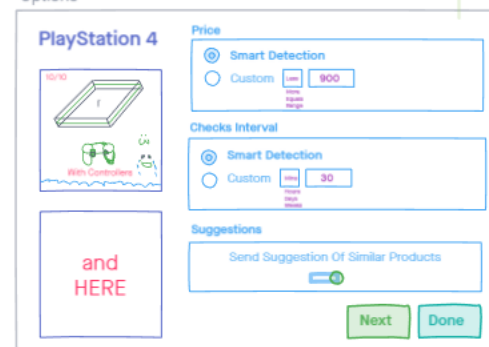 Options
PlayStation 4
10/10
With Controllers
and
HERE
Price
Smart Detection
Custom Less 900
More
Equals
Range
Checks Interval
Smart Detection
Custom Mins 30
Hours
Days
Weeks
Suggestions
Send Suggestion Of Similar Products
Next Done